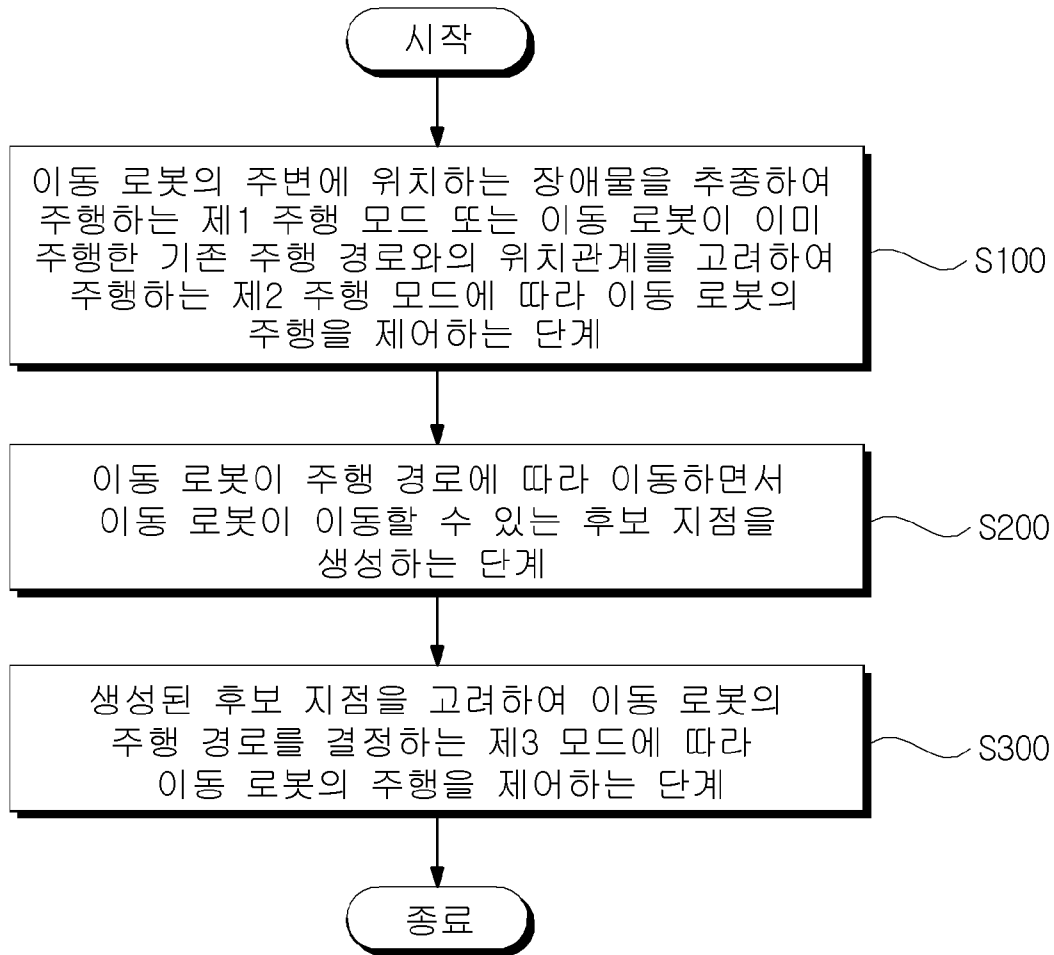 시작
이동 로봇의 주변에 위치하는 장애물을 추종하여
주행하는 제1 주행 모드 또는 이동 로봇이 이미
주행한 기존 주행 경로와의 위치관계를 고려하여
주행하는 제2 주행 모드에 따라 이동 로봇의
주행을 제어하는 단계
S100
이동 로봇이 주행 경로에 따라 이동하면서
이동 로봇이 이동할 수 있는 후보 지점을
생성하는 단계
S200
생성된 후보 지점을 고려하여 이동 로봇의
주행 경로를 결정하는 제3 모드에 따라
이동 로봇의 주행을 제어하는 단계
S300
종료